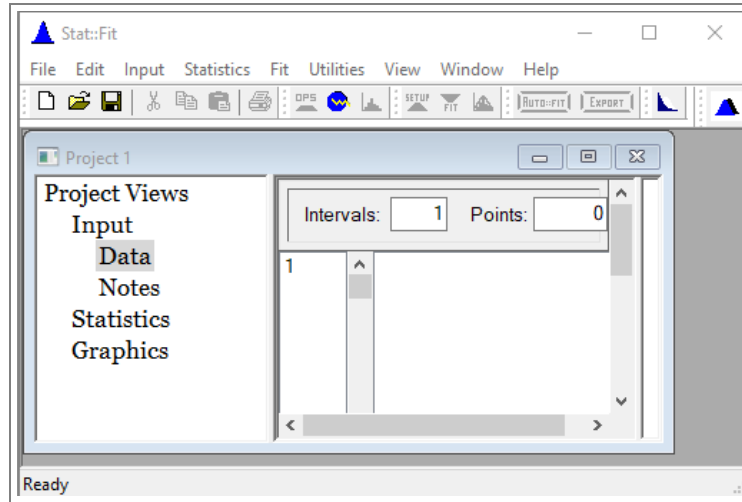 Stat::Fit
File Edit Input Statistics Fit Utilities View Window Help
OPS SETUP FIT AUTO::FIT EXPORT
Project 1
Project Views
Input
Data
Notes
Statistics
Graphics
Intervals: 1 Points: 0
1
Ready